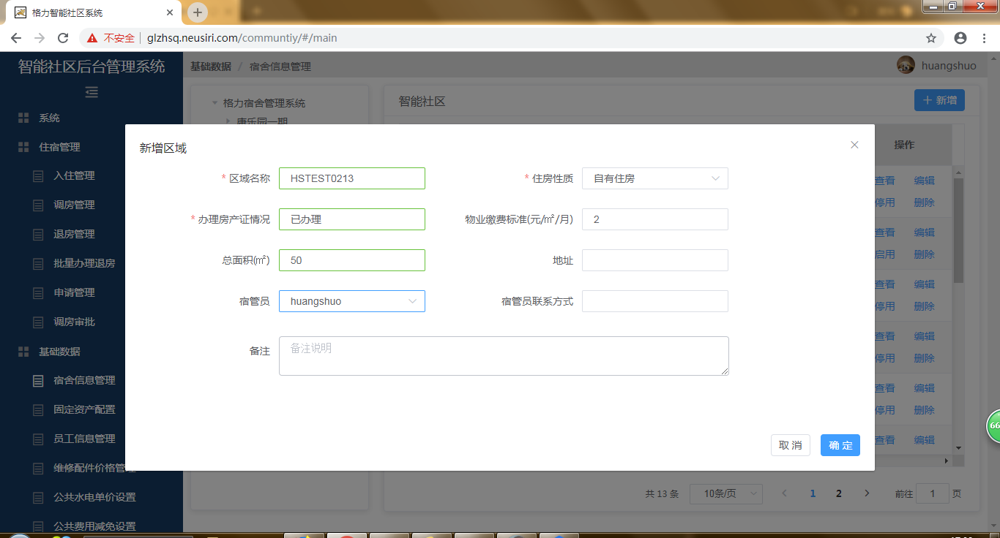 格力智能社区系统
不安全 glzhsq.neusiri.com/communtiy/#/main
智能社区后台管理系统
基础数据 / 宿舍信息管理
huangshuo
系统
住宿管理
入住管理
调房管理
退房管理
批量办理退房
申请管理
调房审批
基础数据
宿舍信息管理
固定资产配置
员工信息管理
维修配件价格管理
公共水电单价设置
公共费用减免设置
格力宿舍管理系统
康乐园一期
智能社区
+ 新增
操作
新增区域
* 区域名称 HSTEST0213
* 住房性质 自有住房
* 办理房产证情况 已办理
物业缴费标准(元/㎡/月) 2
总面积(㎡) 50
地址
宿管员 huangshuo
宿管员联系方式
备注 备注说明
取 消 确 定
查看 编辑
停用 删除
查看 编辑
启用 删除
查看 编辑
停用 删除
查看 编辑
停用 删除
查看 编辑
停用 删除
查看 编辑
66
共 13 条 10条/页 1 2 前往 1 页